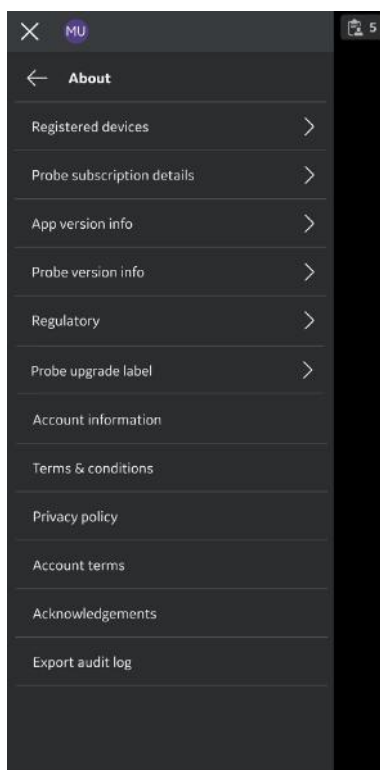 MU
5
About
Registered devices
Probe subscription details
App version info
Probe version info
Regulatory
Probe upgrade label
Account information
Terms & conditions
Privacy policy
Account terms
Acknowledgements
Export audit log